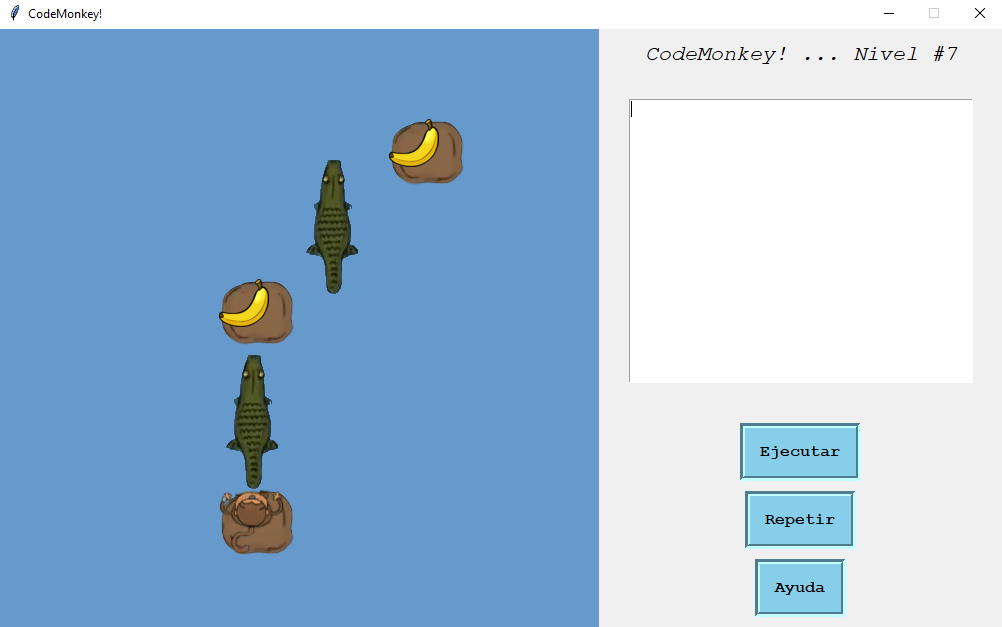 CodeMonkey!
CodeMonkey! ... Nivel #7
Ejecutar
Repetir
Ayuda